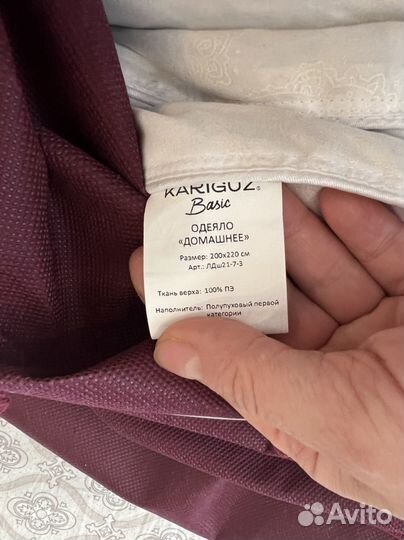 KARIGUZ®
Basic
ОДЕЯЛО
«ДОМАШНЕЕ»
Размер: 200х220 см
Арт.: ЛДш21-7-3
Ткань верха: 100% ПЭ
Наполнитель: Полупуховый первой
категории
Avito